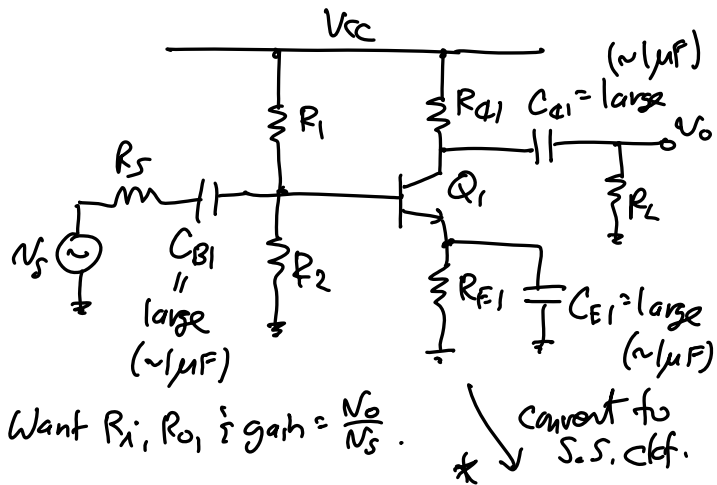 Vcc
(~1μF)
R1
RC1
CC1 = large
vo
Rs
Q1
RL
vs
CB1
R2
RE1
CE1 = large
"
large
(~1μF)
(~1μF)
Want Ri, Ro, & gain = vo/vs .
convert to
s.s. ckt.
*